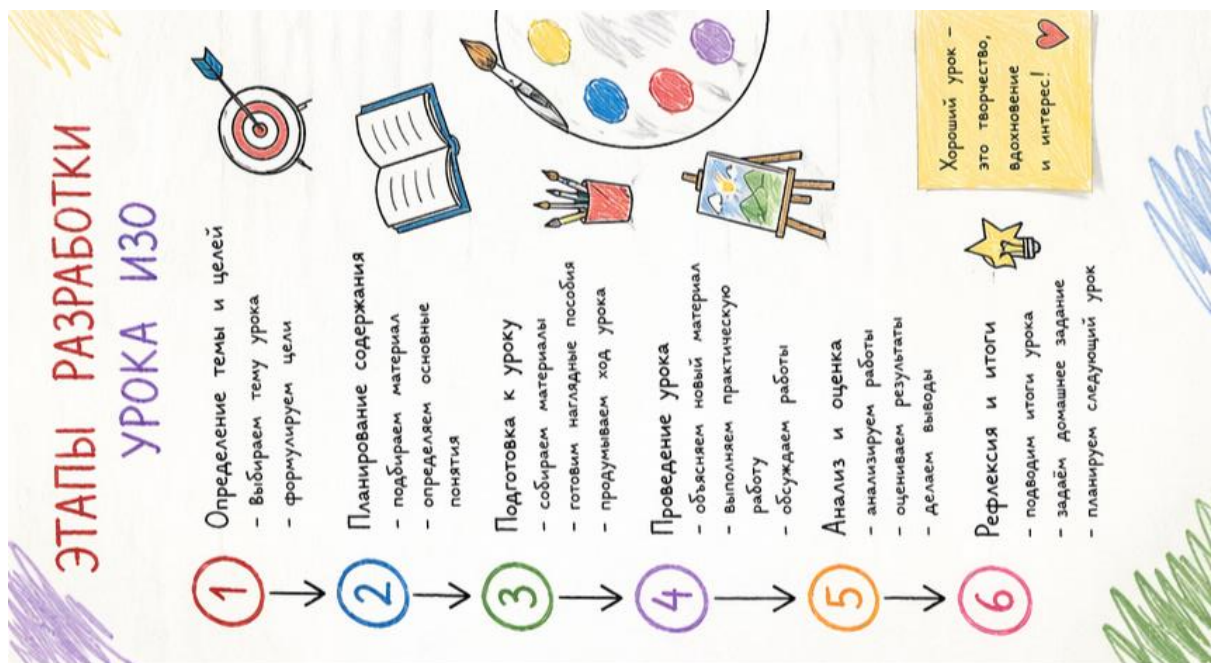 ЭТАПЫ РАЗРАБОТКИ
УРОКА ИЗО
1
Определение темы и целей
- Выбираем тему урока
- формулируем цели
2
Планирование содержания
- подбираем материал
- определяем основные
понятия
3
Подготовка к уроку
- собираем материалы
- готовим наглядные пособия
- продумываем ход урока
4
Проведение урока
- объясняем новый материал
- выполняем практическую
работу
- обсуждаем работы
5
Анализ и оценка
- анализируем работы
- оцениваем результаты
- делаем выводы
6
Рефлексия и итоги
- подводим итоги урока
- задаём домашнее задание
- планируем следующий урок
Хороший урок –
это творчество,
вдохновение
и интерес!